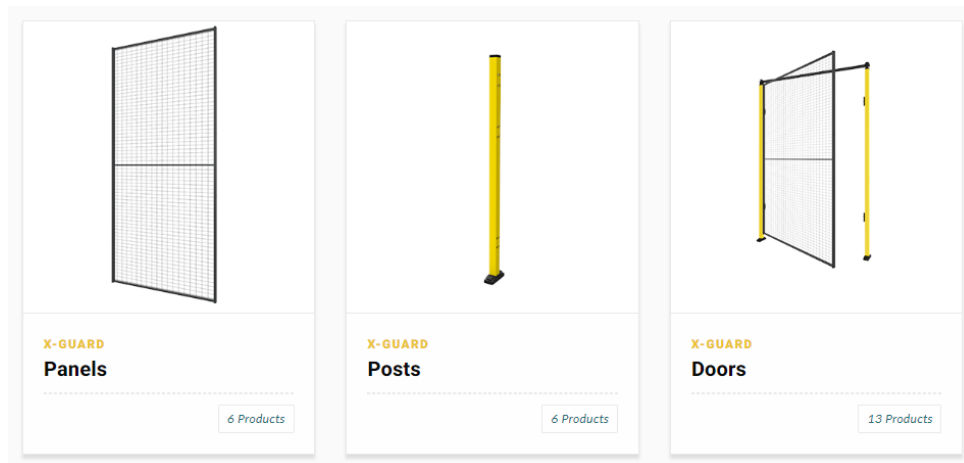 X-GUARD
Panels
6 Products
X-GUARD
Posts
6 Products
X-GUARD
Doors
13 Products